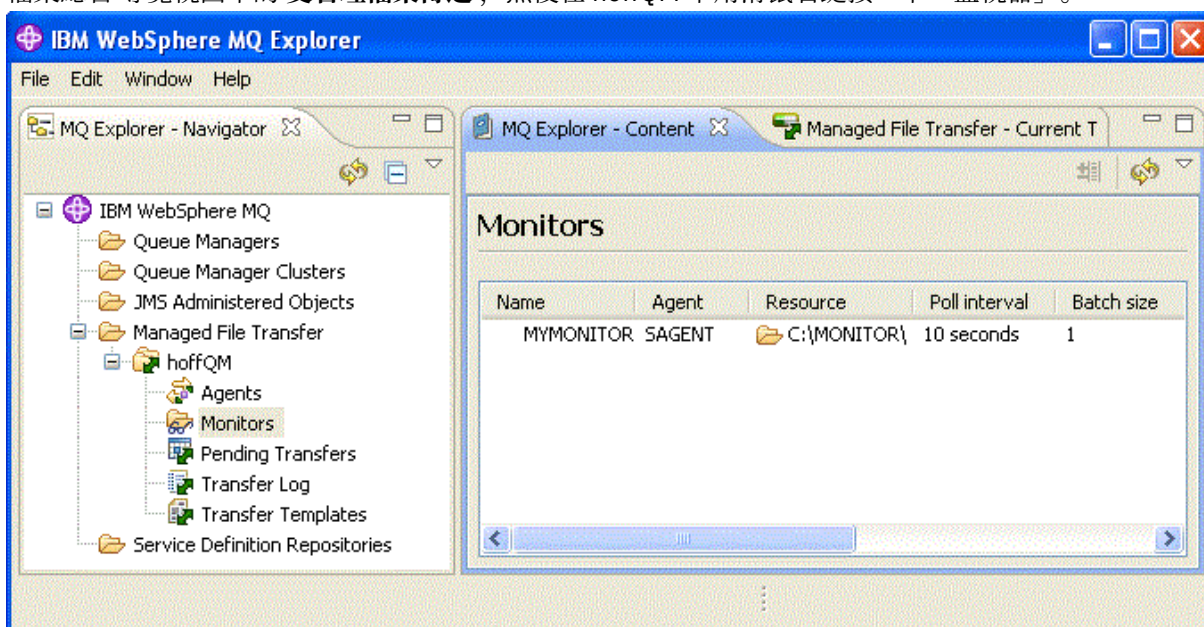 IBM WebSphere MQ Explorer
File Edit Window Help
MQ Explorer - Navigator
IBM WebSphere MQ
Queue Managers
Queue Manager Clusters
JMS Administered Objects
Managed File Transfer
hoffQM
Agents
Monitors
Pending Transfers
Transfer Log
Transfer Templates
Service Definition Repositories
MQ Explorer - Content
Managed File Transfer - Current T
Monitors
Name Agent Resource Poll interval Batch size
MYMONITOR SAGENT C:\MONITOR\ 10 seconds 1